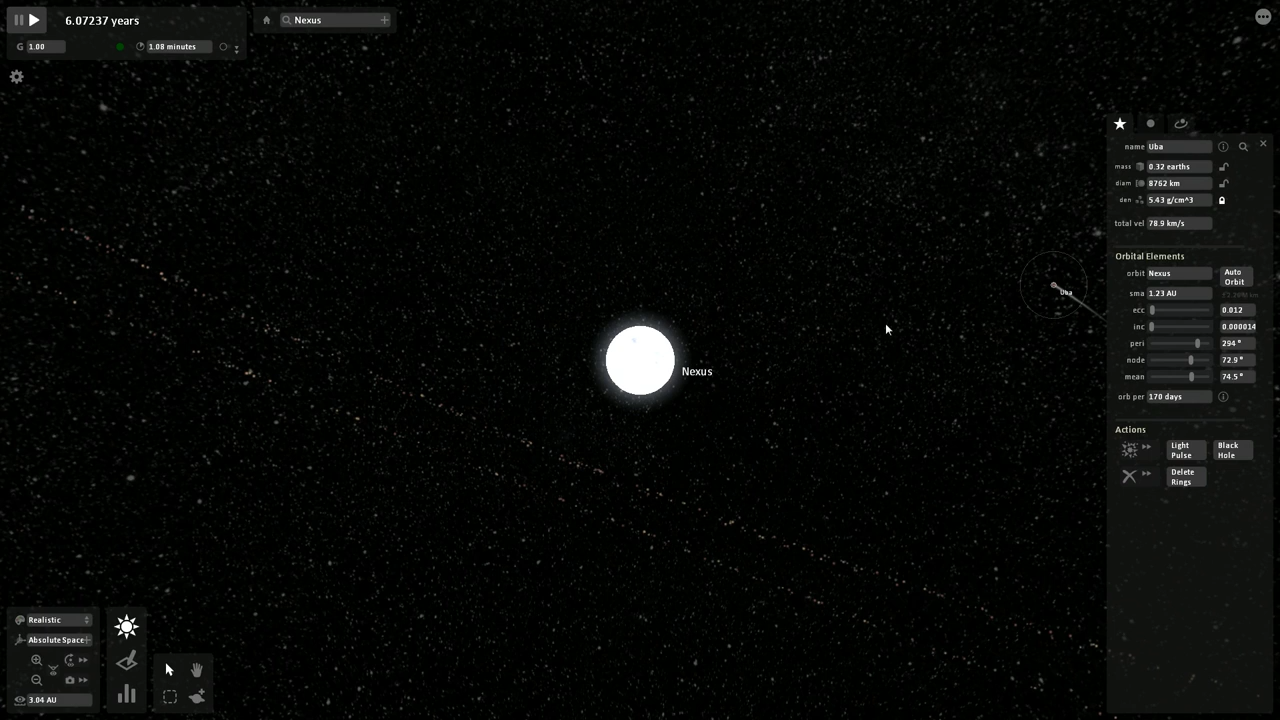 6.07237 years
Nexus
G 1.00
1.08 minutes
name Uba
mass 0.32 earths
diam 8762 km
den 5.43 g/cm^3
total vel 78.9 km/s
Orbital Elements
orbit Nexus
Auto Orbit
sma 1.23 AU
ecc 0.012
inc 0.000014
peri 294 °
node 72.9 °
mean 74.5 °
orb per 170 days
Actions
Light Pulse
Black Hole
Delete Rings
Uba
Nexus
Realistic
Absolute Space
3.04 AU